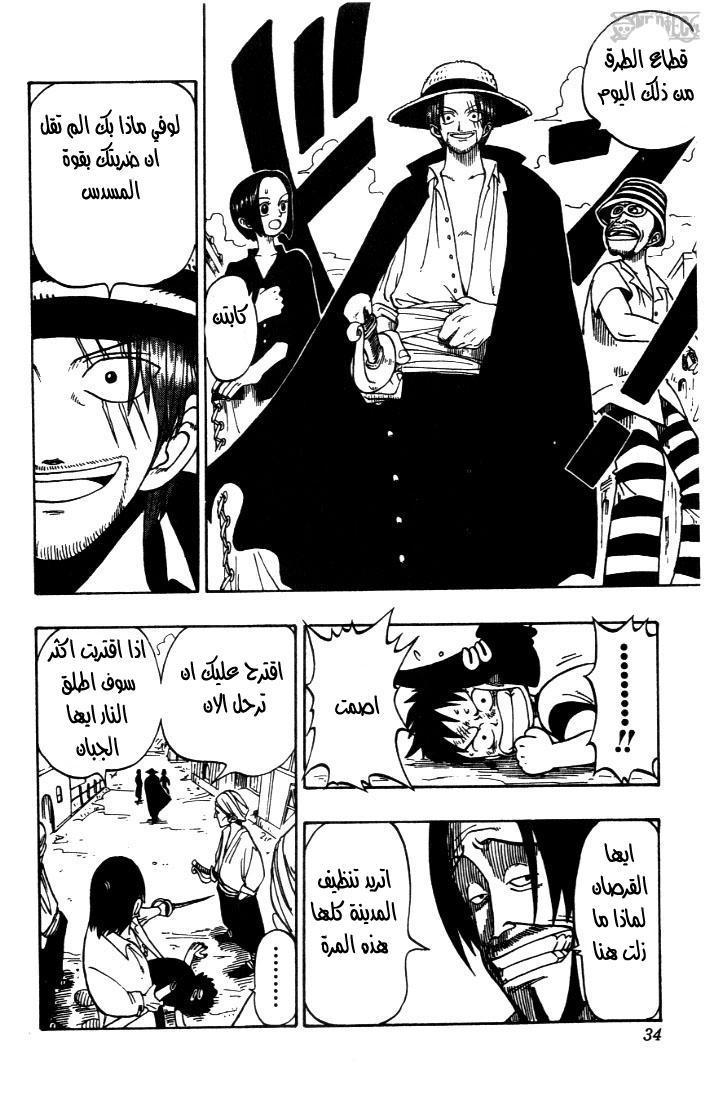 ONE PIECE
قطاع الطرق
من ذلك اليوم
كابتن
لوفي ماذا بك الم تقل
ان ضربتك بقوة
المسدس
........!!
اصمت
اقترح عليك ان
ترحل الان
اذا اقتربت اكثر
سوف اطلق
النار ايها
الجبان
......
ايها
القرصان
لماذا ما
زلت هنا
اتريد تنظيف
المدينة كلها
هذه المرة
34